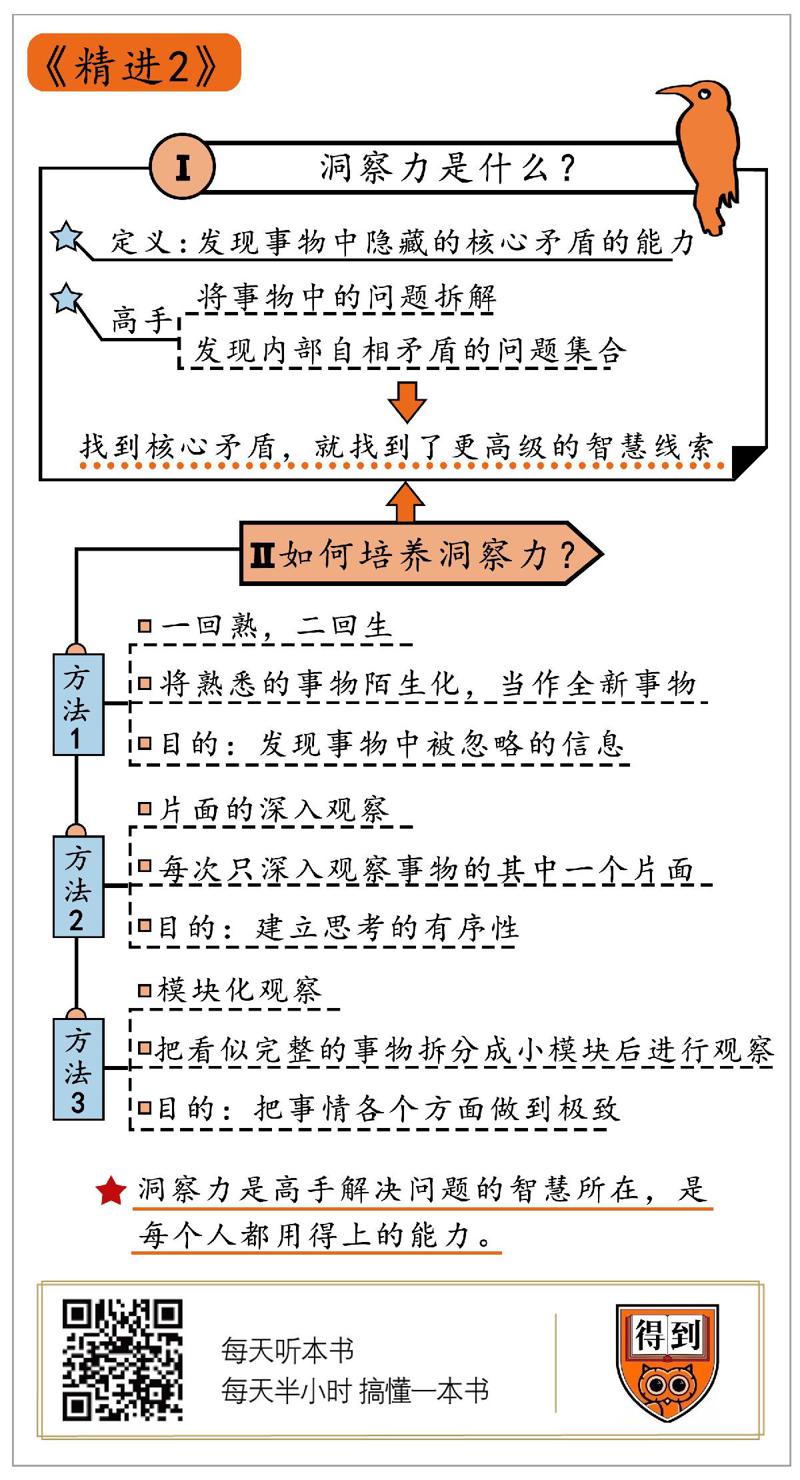 《精进2》
I
洞察力是什么？
定义：发现事物中隐藏的核心矛盾的能力
高手
将事物中的问题拆解
发现内部自相矛盾的问题集合
找到核心矛盾，就找到了更高级的智慧线索
II如何培养洞察力？
方法1
一回熟，二回生
将熟悉的事物陌生化，当作全新事物
目的：发现事物中被忽略的信息
方法2
片面的深入观察
每次只深入观察事物的其中一个片面
目的：建立思考的有序性
方法3
模块化观察
把看似完整的事物拆分成小模块后进行观察
目的：把事情各个方面做到极致
洞察力是高手解决问题的智慧所在，是
每个人都用得上的能力。
每天听本书
每天半小时 搞懂一本书
得到